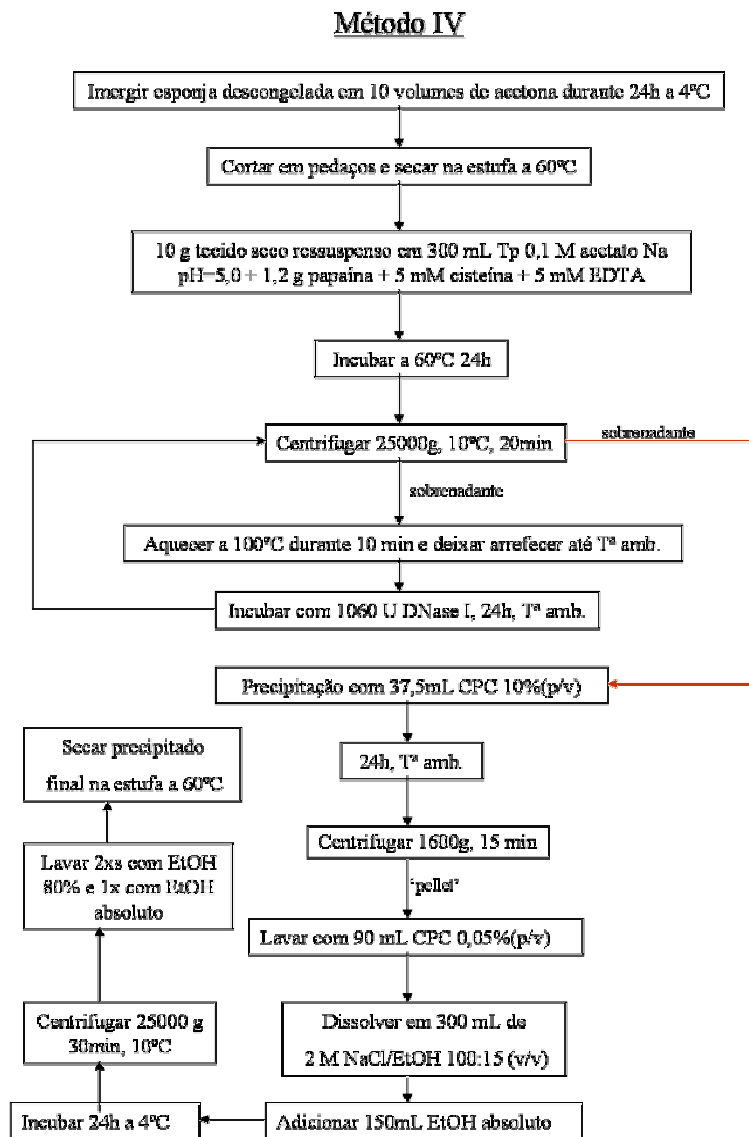 Método IV
Imergir esponja descongelada em 10 volumes de acetona durante 24h a 4ºC
Cortar em pedaços e secar na estufa a 60ºC
10 g tecido seco ressuspenso em 300 mL Tp 0,1 M acetato Na
pH=5,0 + 1,2 g papaína + 5 mM cisteína + 5 mM EDTA
Incubar a 60ºC 24h
Centrifugar 25000g, 10ºC, 20min
sobrenadante
sobrenadante
Aquecer a 100ºC durante 10 min e deixar arrefecer até Tª amb.
Incubar com 1060 U DNase I, 24h, Tª amb.
Precipitação com 37,5mL CPC 10%(p/v)
24h, Tª amb.
Centrifugar 1600g, 15 min
'pellet'
Lavar com 90 mL CPC 0,05%(p/v)
Dissolver em 300 mL de
2 M NaCl/EtOH 100:15 (v/v)
Adicionar 150mL EtOH absoluto
Incubar 24h a 4ºC
Centrifugar 25000 g
30min, 10ºC
Lavar 2xs com EtOH
80% e 1x com EtOH
absoluto
Secar precipitado
final na estufa a 60ºC